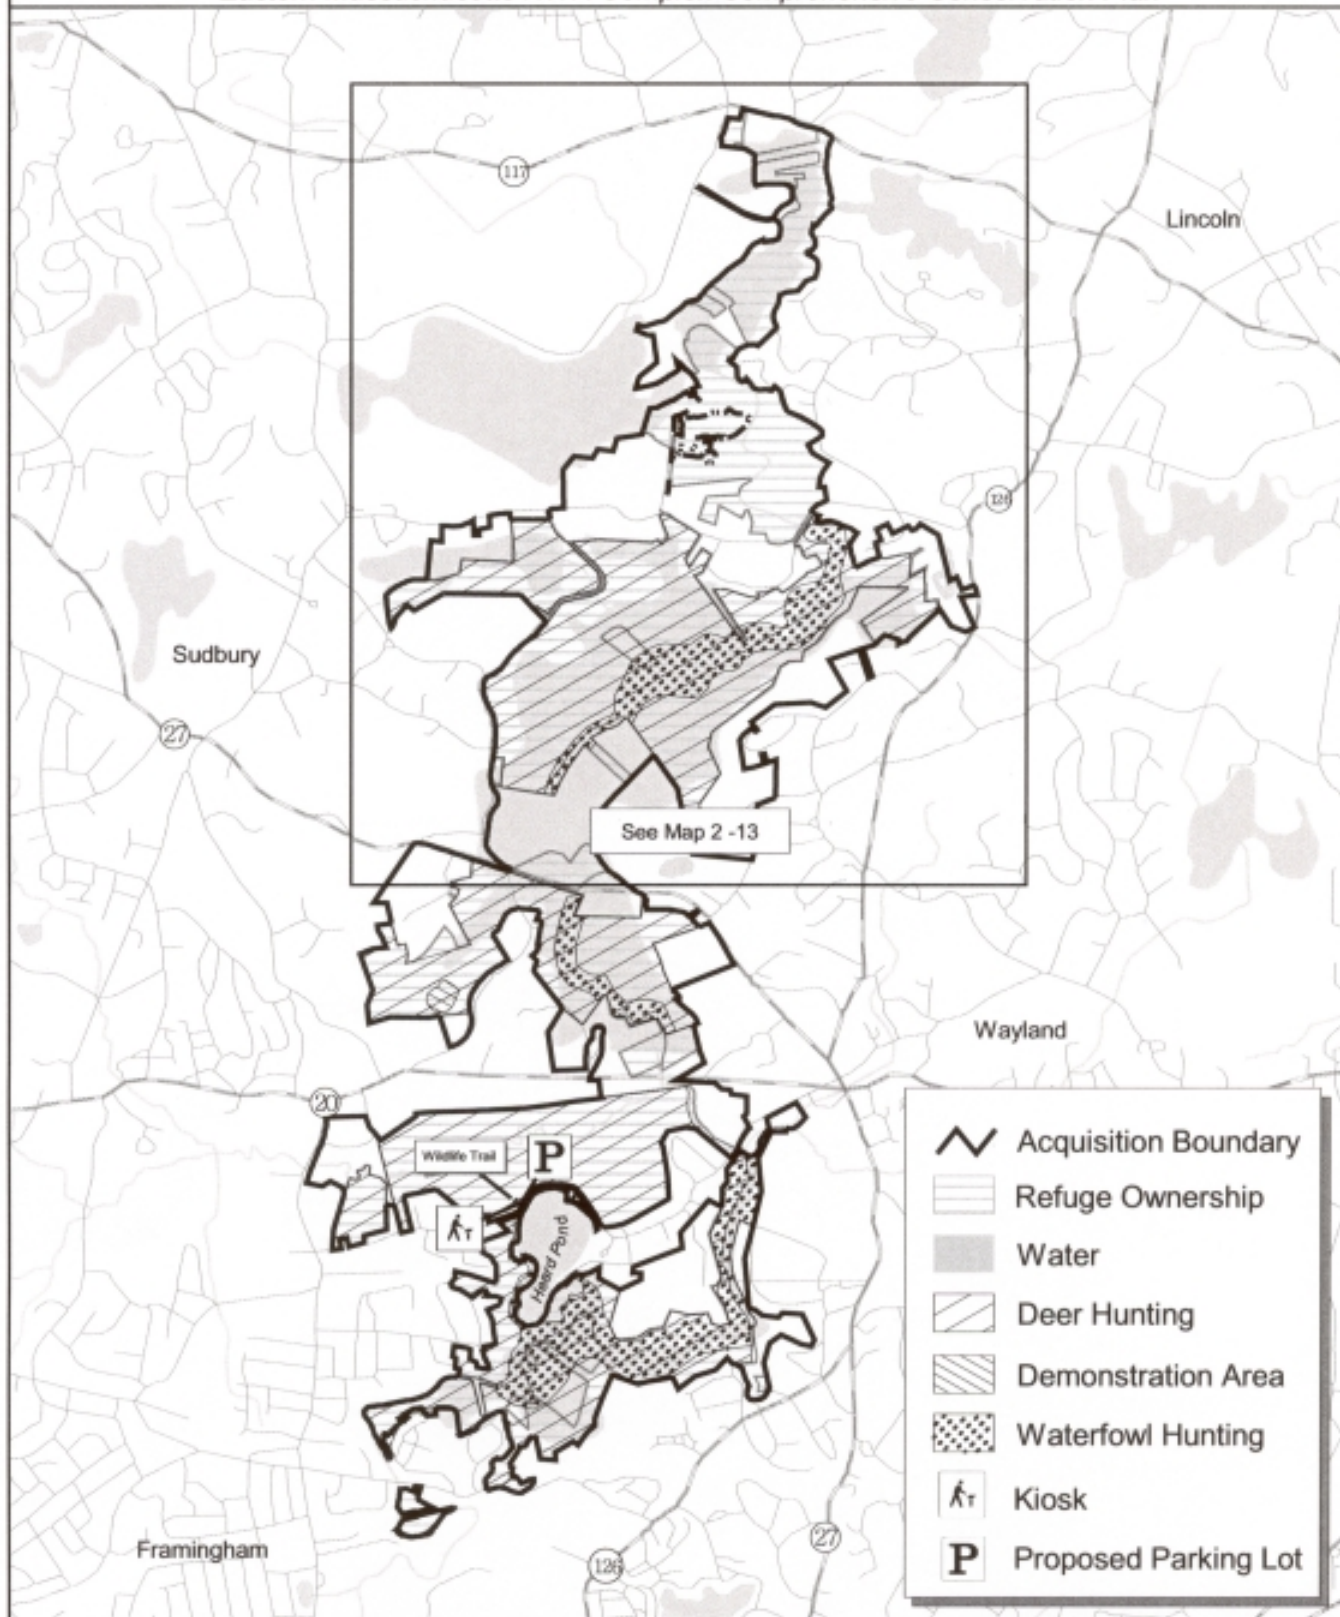 117
Lincoln
126
Sudbury
27
See Map 2 -13
Wayland
20
Wildlife Trail
P
Heard Pond
Acquisition Boundary
Refuge Ownership
Water
Deer Hunting
Demonstration Area
Waterfowl Hunting
Kiosk
P Proposed Parking Lot
Framingham
126
27